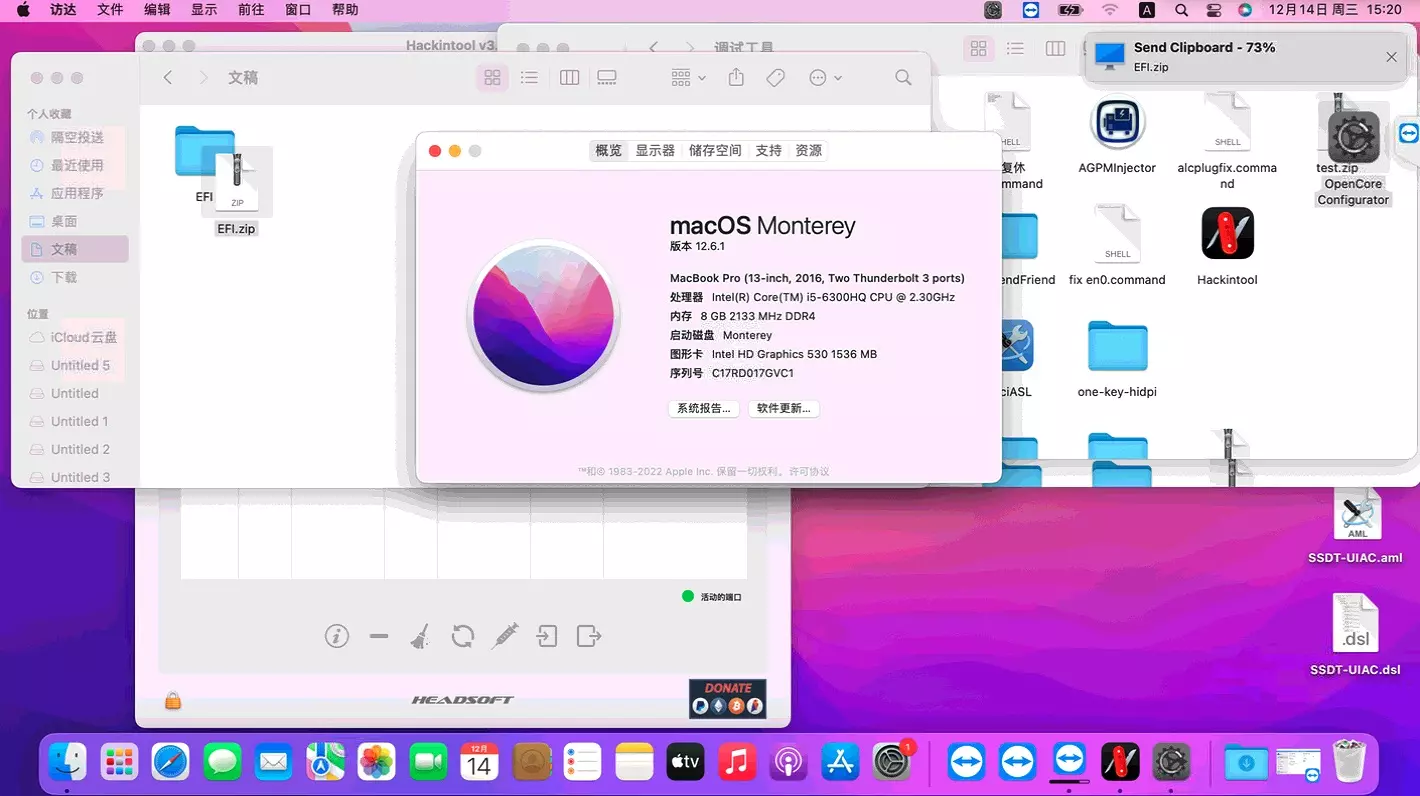 访达 文件 编辑 显示 前往 窗口 帮助
A 12月14日 周三 15:20
Hackintool v3.
调试工具
Send Clipboard - 73%
EFI.zip
文稿
个人收藏
隔空投送
最近使用
应用程序
桌面
文稿
下载
位置
iCloud云盘
Untitled 5
Untitled
Untitled 1
Untitled 2
Untitled 3
EFI
ZIP
EFI.zip
概览 显示器 储存空间 支持 资源
macOS Monterey
版本 12.6.1
MacBook Pro (13-inch, 2016, Two Thunderbolt 3 ports)
处理器 Intel(R) Core(TM) i5-6300HQ CPU @ 2.30GHz
内存 8 GB 2133 MHz DDR4
启动磁盘 Monterey
图形卡 Intel HD Graphics 530 1536 MB
序列号 C17RD017GVC1
系统报告... 软件更新...
™和© 1983-2022 Apple Inc. 保留一切权利。许可协议
HELL
复休
mmand
AGPMInjector
SHELL
alcplugfix.comma
nd
test.zip
OpenCore
Configurator
endFriend
SHELL
fix en0.command
Hackintool
ciASL
one-key-hidpi
AML
SSDT-UIAC.aml
.dsl
SSDT-UIAC.dsl
活动的端口
HEADSOFT
DONATE
12月
14
tv
1